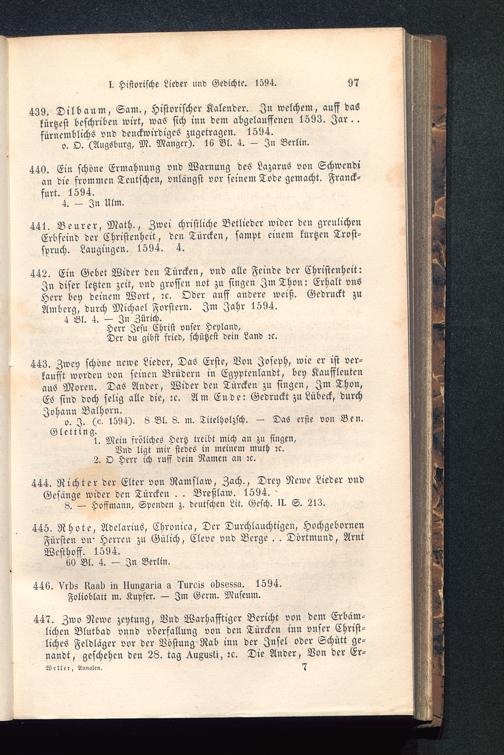 I. Historische Lieder und Gedichte. 1594. 97
439. Dilbaum, Sam., Historischer Kalender. In welchem, auff das
kürtzest beschriben wirt, was sich inn dem abgelauffenen 1593. Jar . .
fürnemblichs vnd denckwirdiges zugetragen. 1594.
o. O. (Augsburg, M. Manger). 16 Bl. 4. — In Berlin.
440. Ein schöne Ermahnung vnd Warnung des Lazarus von Schwendi
an die frommen Teutschen, vnlängst vor seinem Tode gemacht. Franck-
furt. 1594.
4. — In Ulm.
441. Beurer, Math., Zwei christliche Betlieder wider den greulichen
Erbfeind der Christenheit, den Türcken, sampt einem kurtzen Trost-
spruch. Laugingen. 1594. 4.
442. Ein Gebet Wider den Türcken, vnd alle Feinde der Christenheit:
In diser letzten zeit, vnd grossen not zu singen Im Thon: Erhalt vns
Herr bey deinem Wort, ꝛc. Oder auff andere weiß. Gedruckt zu
Amberg, durch Michael Forstern. Im Jahr 1594.
4 Bl. 4. — In Zürich.
Herr Jesu Christ vnser Heyland,
Der du gibst fried, schützest dein Land ꝛc.
443. Zwey schöne newe Lieder, Das Erste, Von Joseph, wie er ist ver-
kaufft worden von seinen Brüdern in Egyptenlandt, bey Kauffleuten
aus Moren. Das Ander, Wider den Türcken zu singen, Im Thon,
Es sind doch selig alle die, ꝛc. Am Ende: Gedruckt zu Lübeck, durch
Johann Balhorn.
o. J. (c. 1594). 8 Bl. 8. m. Titelholzsch. — Das erste von Ben.
Gletting.
1. Mein fröliches Hertz treibt mich an zu singen,
Vnd ligt mir stedes in meinem muth ꝛc.
2. O Herr ich ruff dein Namen an ꝛc.
444. Richter der Elter von Ramslaw, Zach., Drey Newe Lieder vnd
Gesänge wider den Türcken . . Breßlaw. 1594.
8. — Hoffmann, Spenden z. deutschen Lit. Gesch. II. S. 213.
445. Rhote, Adelarius, Chronica, Der Durchlauchtigen, Hochgebornen
Fürsten vnˉ Herren zu Gülich, Cleve vnd Berge . . Dortmund, Arnt
Westhoff. 1594.
60 Bl. 4. — In Berlin.
446. Vrbs Raab in Hungaria a Turcis obsessa. 1594.
Folioblatt m. Kupfer. — Im Germ. Museum.
447. Zwo Newe zeytung, Vnd Warhafftiger Bericht von dem Erbäm-
lichen Blutbad vnnd vberfallung von den Türcken inn vnser Christ-
liches Feldläger vor der Vöstung Rab inn der Insel oder Schütt ge-
nandt, geschehen den 28. tag Augusti, ꝛc. Die Ander, Von der Er-
Weller, Annalen. 7